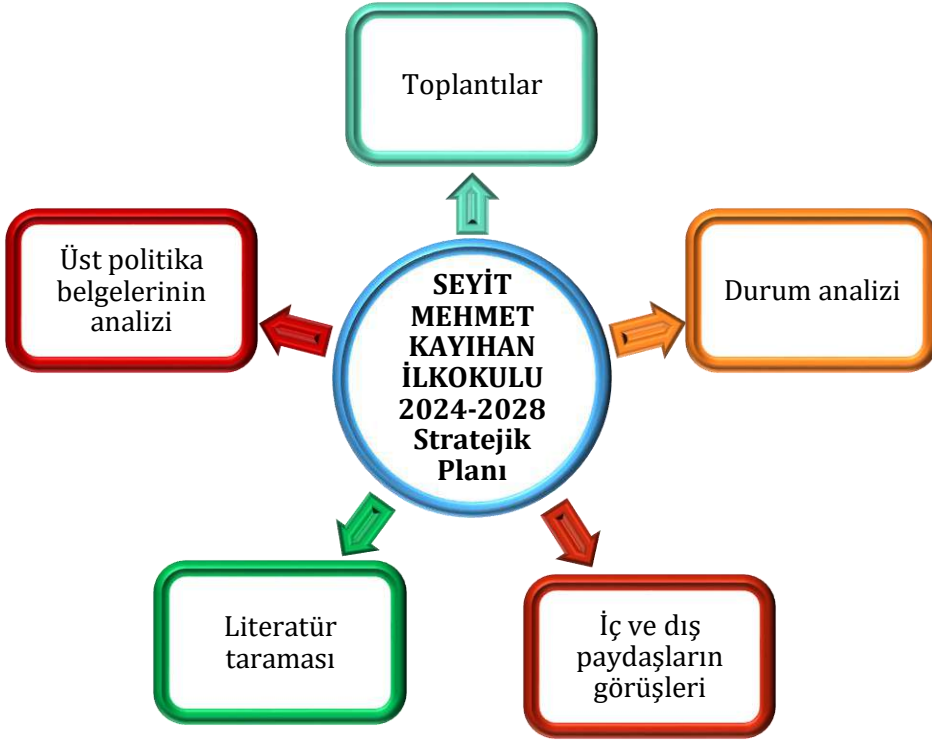 Toplantılar
Üst politika
belgelerinin
analizi
SEYİT
MEHMET
KAYIHAN
İLKOKULU
2024-2028
Stratejik
Planı
Durum analizi
Literatür
taraması
İç ve dış
paydaşların
görüşleri